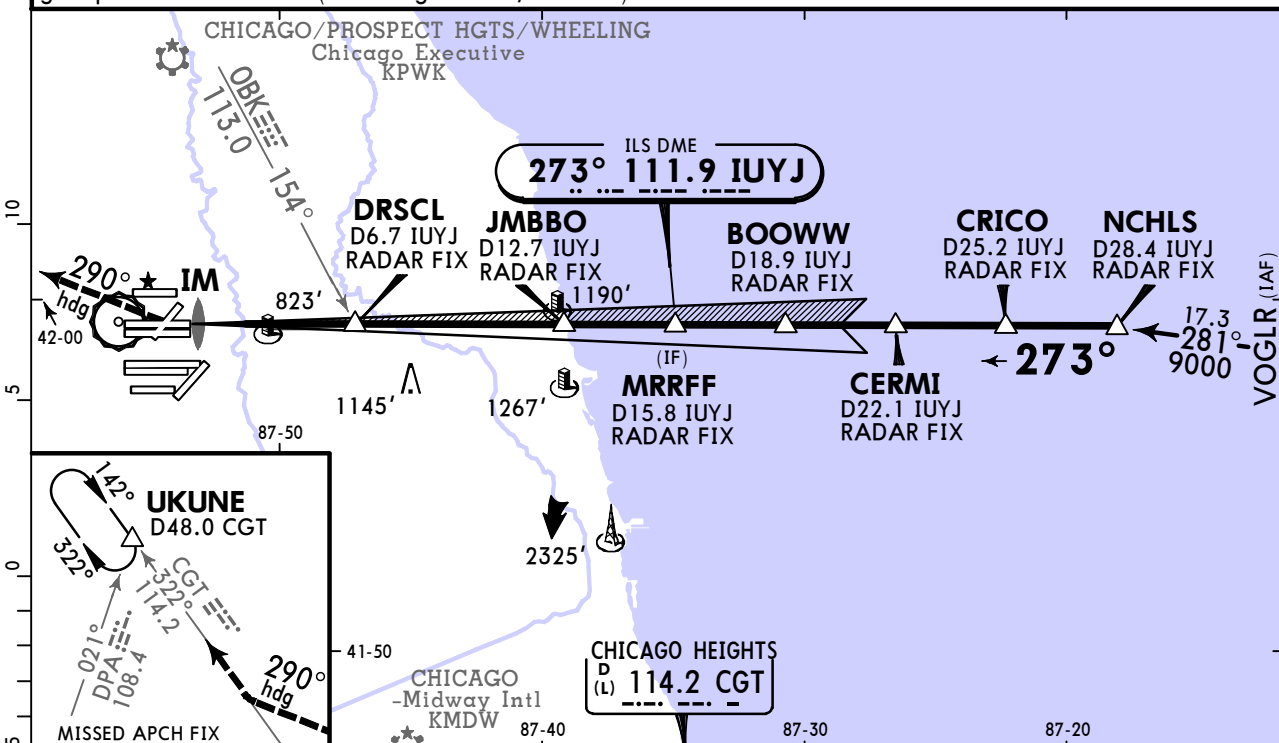 CHICAGO/PROSPECT HGTS/WHEELING
Chicago Executive
KPWK
OBK
113.0
154°
ILS DME
273° 111.9 IUYJ
DRSCL
D6.7 IUYJ
RADAR FIX
JMBBO
D12.7 IUYJ
RADAR FIX
BOOWW
D18.9 IUYJ
RADAR FIX
CRICO
D25.2 IUYJ
RADAR FIX
NCHLS
D28.4 IUYJ
RADAR FIX
10
290°
hdg
IM
823'
1190'
42-00
17.3
281°
9000
VOGLR (IAF)
273°
(IF)
MRRFF
D15.8 IUYJ
RADAR FIX
CERMI
D22.1 IUYJ
RADAR FIX
5
1145'
1267'
87-50
142°
UKUNE
D48.0 CGT
322°
CGT
322°
114.2
021°
DPA
108.4
290°
hdg
MISSED APCH FIX
0
2325'
41-50
CHICAGO HEIGHTS
D
(L) 114.2 CGT
CHICAGO
-Midway Intl
KMDW
87-40
87-30
87-20
5